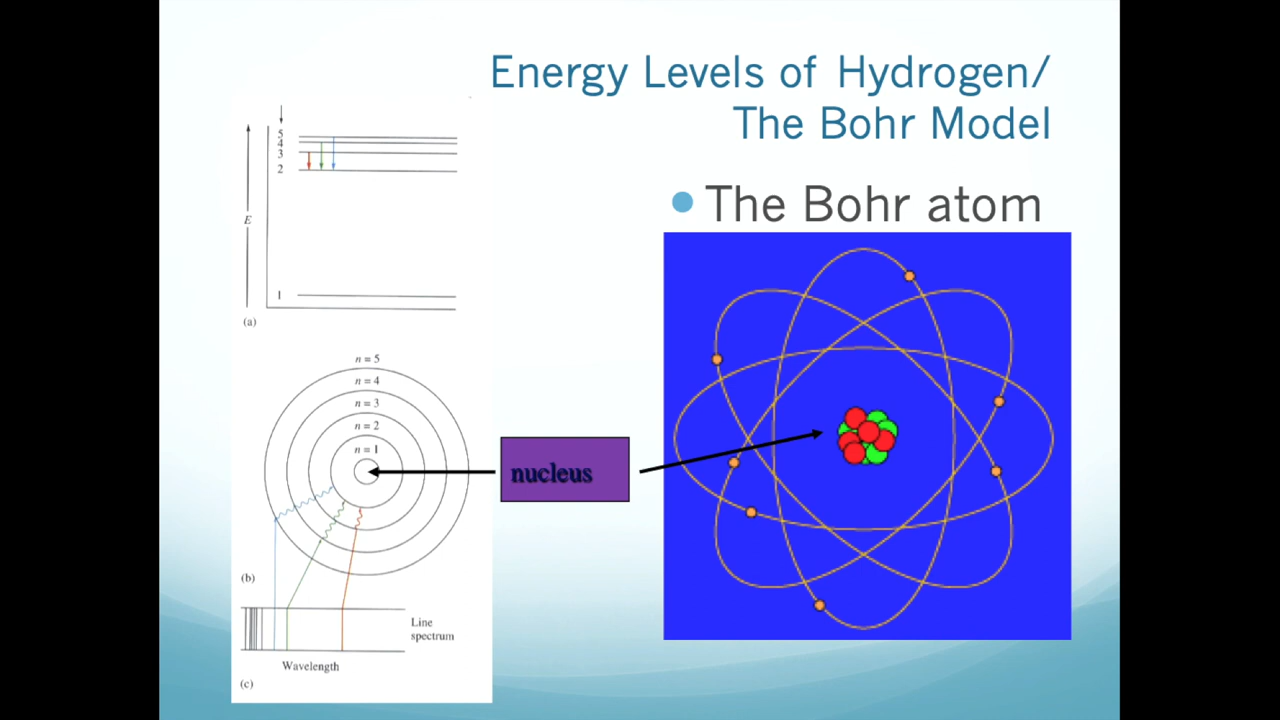 Energy Levels of Hydrogen/
The Bohr Model
The Bohr atom
5
4
3
2
E
1
(a)
n = 5
n = 4
n = 3
n = 2
n = 1
nucleus
(b)
Line
spectrum
Wavelength
(c)